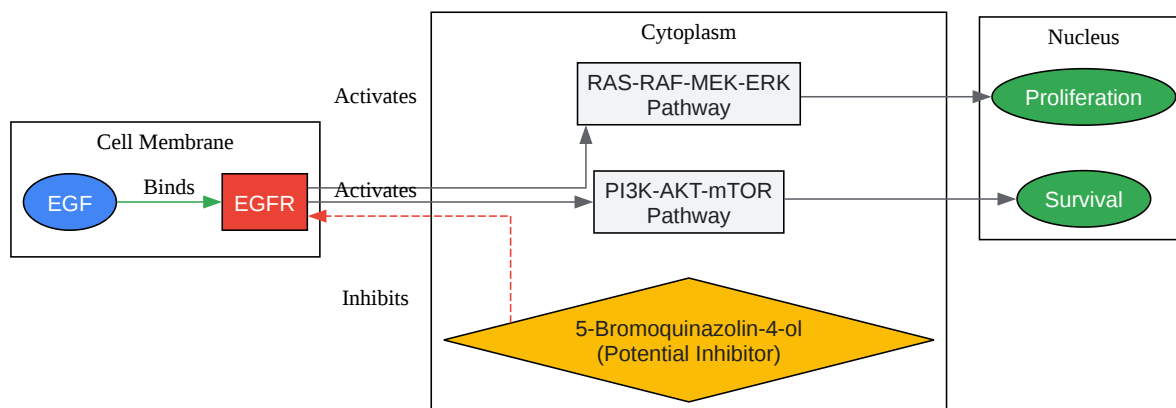 Cytoplasm
Nucleus
RAS-RAF-MEK-ERK
Pathway
Activates
Proliferation
Cell Membrane
Binds
EGF
EGFR
Activates
PI3K-AKT-mTOR
Pathway
Survival
Inhibits
5-Bromoquinazolin-4-ol
(Potential Inhibitor)